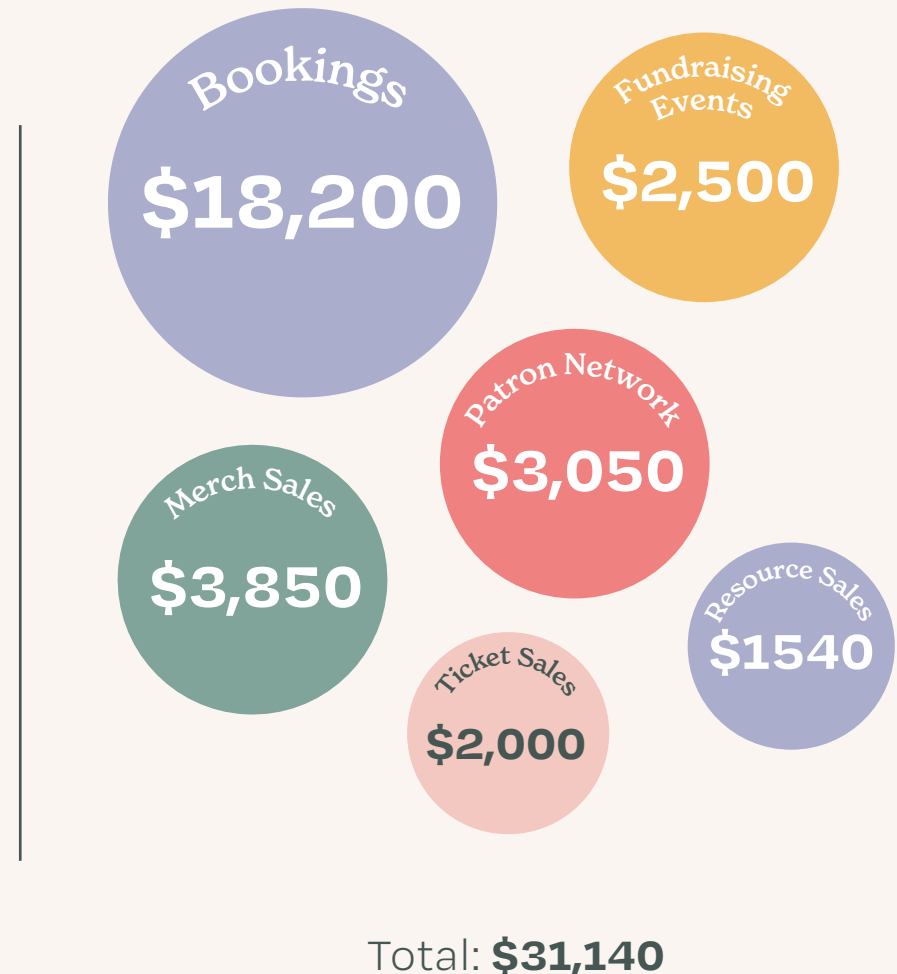 Bookings
$18,200
Fundraising
Events
$2,500
Patron Network
$3,050
Merch Sales
$3,850
Resource Sales
$1540
Ticket Sales
$2,000
Total: $31,140